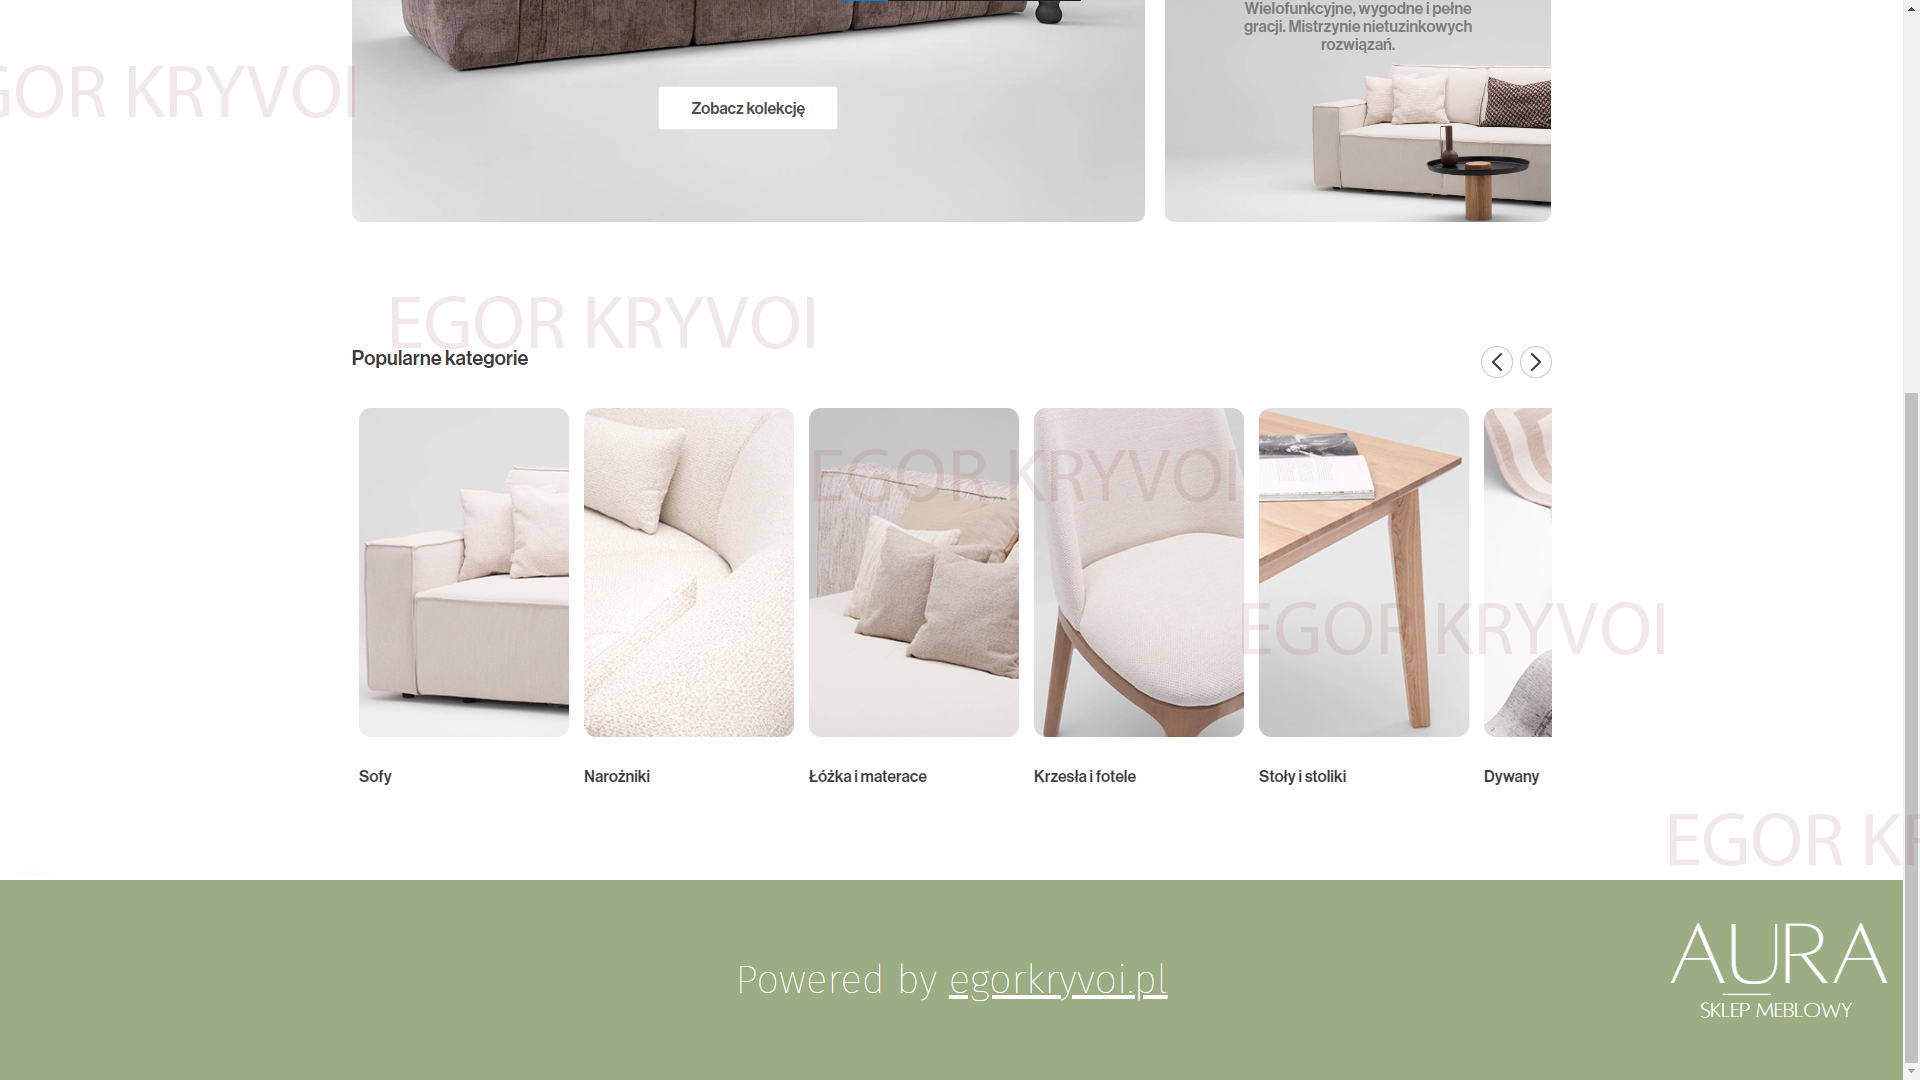 Wielofunkcyjne, wygodne i pełne
gracji. Mistrzynie nietuzinkowych
rozwiązań.
GOR KRYVOI
Zobacz kolekcję
EGOR KRYVOI
Popularne kategorie
EGOR KRYVOI
EGOR KRYVOI
Sofy
Narożniki
Łóżka i materace
Krzesła i fotele
Stoły i stoliki
Dywany
EGOR KR
Powered by egorkryvoi.pl
AURA
SKLEP MEBLOWY